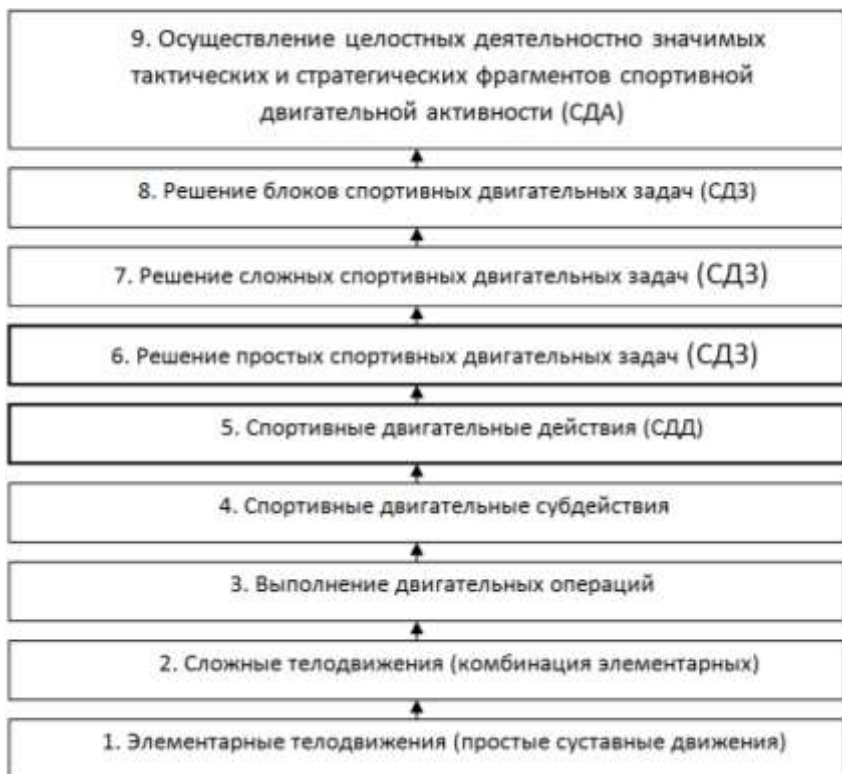 9. Осуществление целостных деятельностно значимых
тактических и стратегических фрагментов спортивной
двигательной активности (СДА)
8. Решение блоков спортивных двигательных задач (СДЗ)
7. Решение сложных спортивных двигательных задач (СДЗ)
6. Решение простых спортивных двигательных задач (СДЗ)
5. Спортивные двигательные действия (СДД)
4. Спортивные двигательные субдействия
3. Выполнение двигательных операций
2. Сложные телодвижения (комбинация элементарных)
1. Элементарные телодвижения (простые суставные движения)